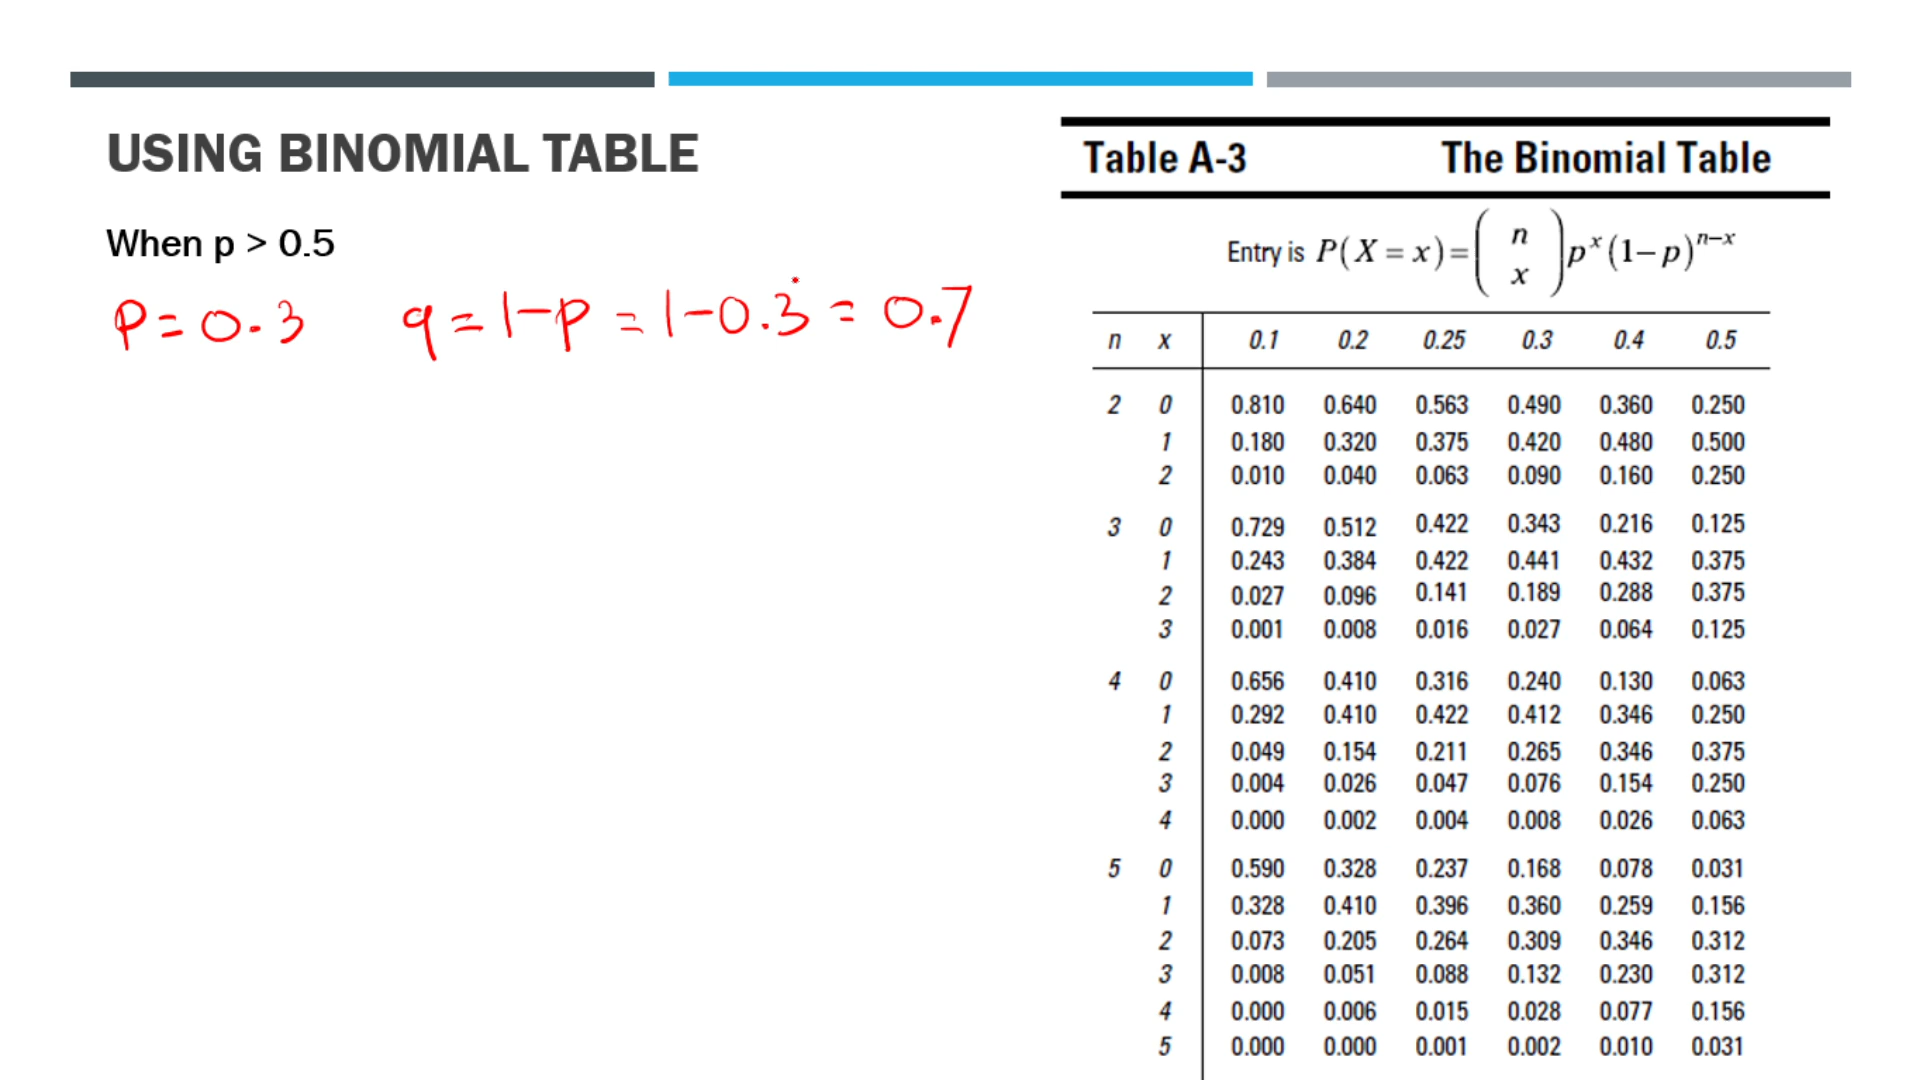 USING BINOMIAL TABLE
When p > 0.5
P = 0.3 q = 1-p = 1-0.3 = 0.7
Table A-3 The Binomial Table
Entry is P(X = x) = ( n x ) p^x (1-p)^n-x
n x 0.1 0.2 0.25 0.3 0.4 0.5
2 0 0.810 0.640 0.563 0.490 0.360 0.250
1 0.180 0.320 0.375 0.420 0.480 0.500
2 0.010 0.040 0.063 0.090 0.160 0.250
3 0 0.729 0.512 0.422 0.343 0.216 0.125
1 0.243 0.384 0.422 0.441 0.432 0.375
2 0.027 0.096 0.141 0.189 0.288 0.375
3 0.001 0.008 0.016 0.027 0.064 0.125
4 0 0.656 0.410 0.316 0.240 0.130 0.063
1 0.292 0.410 0.422 0.412 0.346 0.250
2 0.049 0.154 0.211 0.265 0.346 0.375
3 0.004 0.026 0.047 0.076 0.154 0.250
4 0.000 0.002 0.004 0.008 0.026 0.063
5 0 0.590 0.328 0.237 0.168 0.078 0.031
1 0.328 0.410 0.396 0.360 0.259 0.156
2 0.073 0.205 0.264 0.309 0.346 0.312
3 0.008 0.051 0.088 0.132 0.230 0.312
4 0.000 0.006 0.015 0.028 0.077 0.156
5 0.000 0.000 0.001 0.002 0.010 0.031